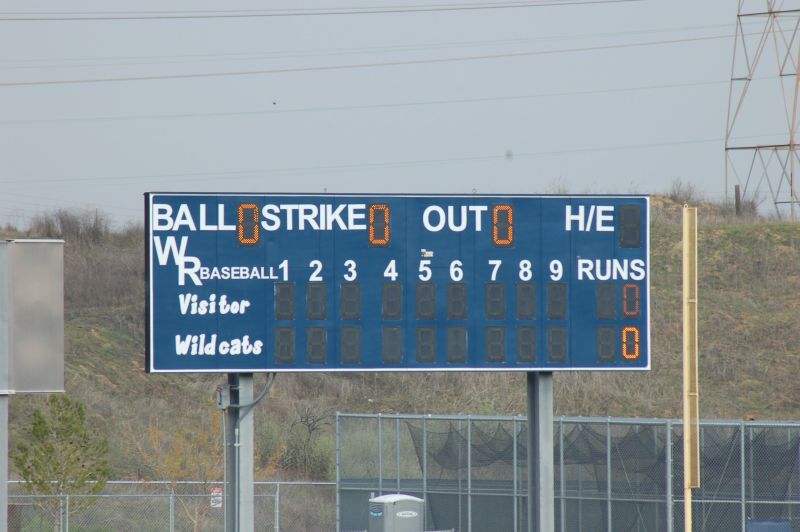 BALL 0 STRIKE 0 OUT 0 H/E
WR BASEBALL 1 2 3 4 5 6 7 8 9 RUNS
Visitor 0
Wildcats 0